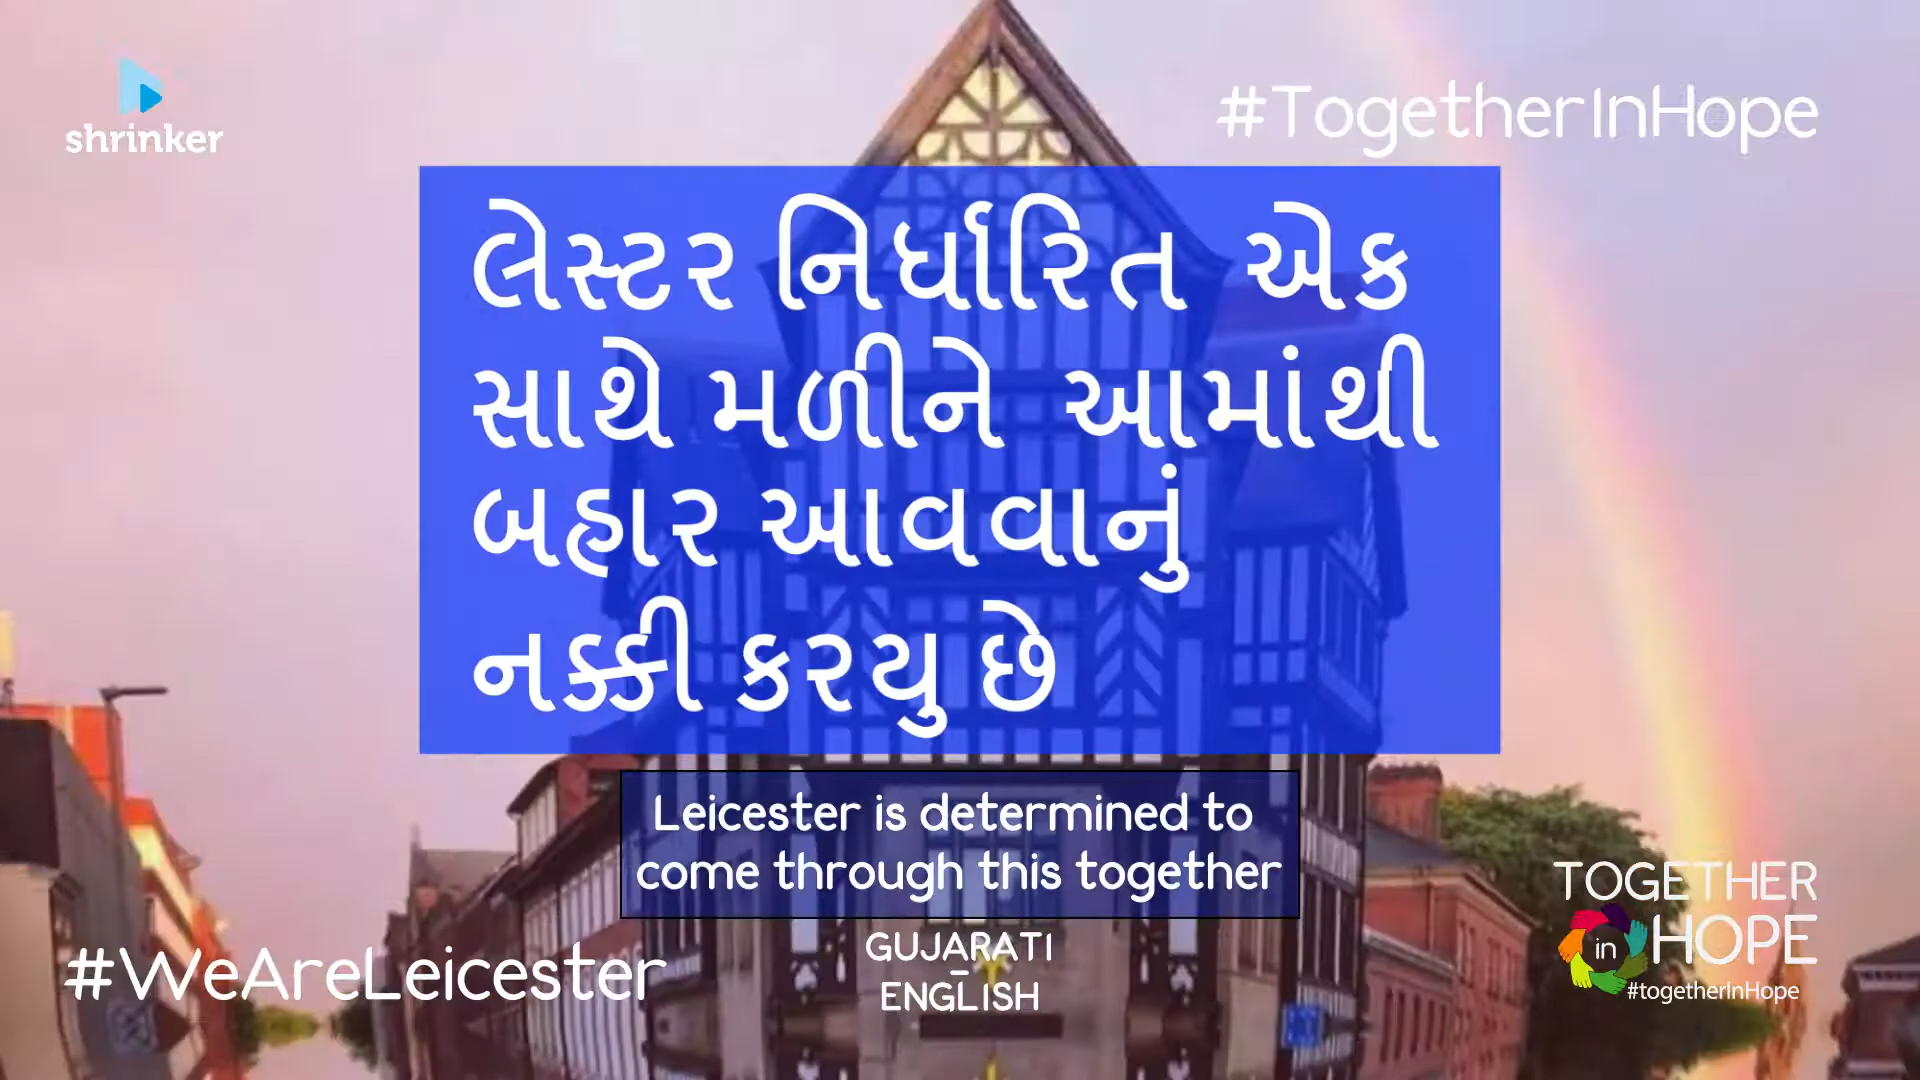 shrinker
#TogetherInHope
લેસ્ટર નિર્ધારિત એક
સાથે મળીને આમાંથી
બહાર આવવાનું
નક્કી કરયુ છે
Leicester is determined to
come through this together
GUJARATI
-
ENGLISH
#WeAreLeicester
TOGETHER
in HOPE
#togetherInHope